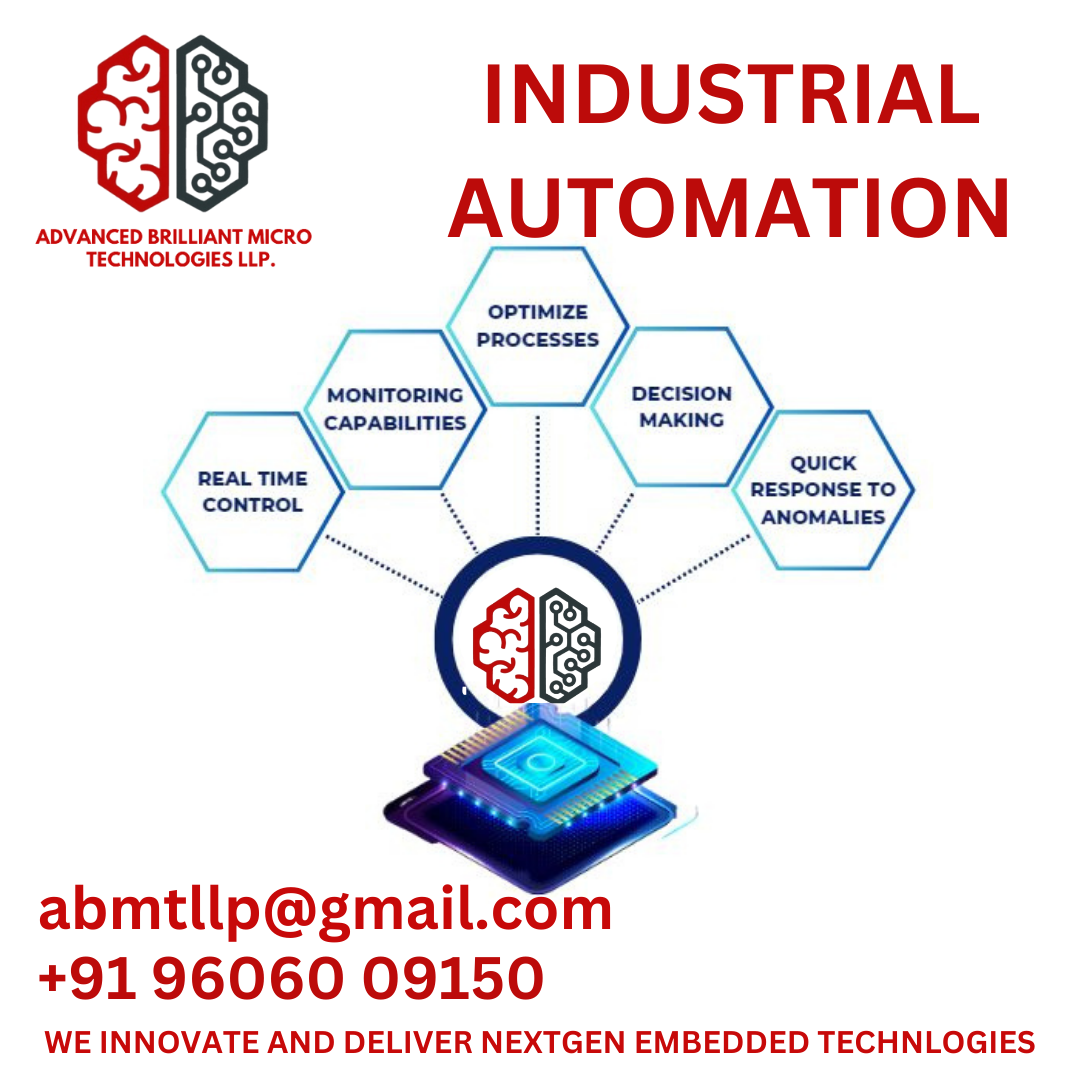 ADVANCED BRILLIANT MICRO
TECHNOLOGIES LLP.
INDUSTRIAL
AUTOMATION
OPTIMIZE
PROCESSES
MONITORING
CAPABILITIES
DECISION
MAKING
REAL TIME
CONTROL
QUICK
RESPONSE TO
ANOMALIES
abmtllp@gmail.com
+91 96060 09150
WE INNOVATE AND DELIVER NEXTGEN EMBEDDED TECHNLOGIES